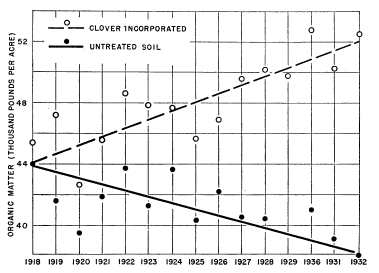 CLOVER INCORPORATED
UNTREATED SOIL
ORGANIC MATTER (THOUSAND POUNDS PER ACRE)
52
48
44
40
1918 1919 1920 1921 1922 1923 1924 1925 1926 1927 1928 1929 1930 1931 1932